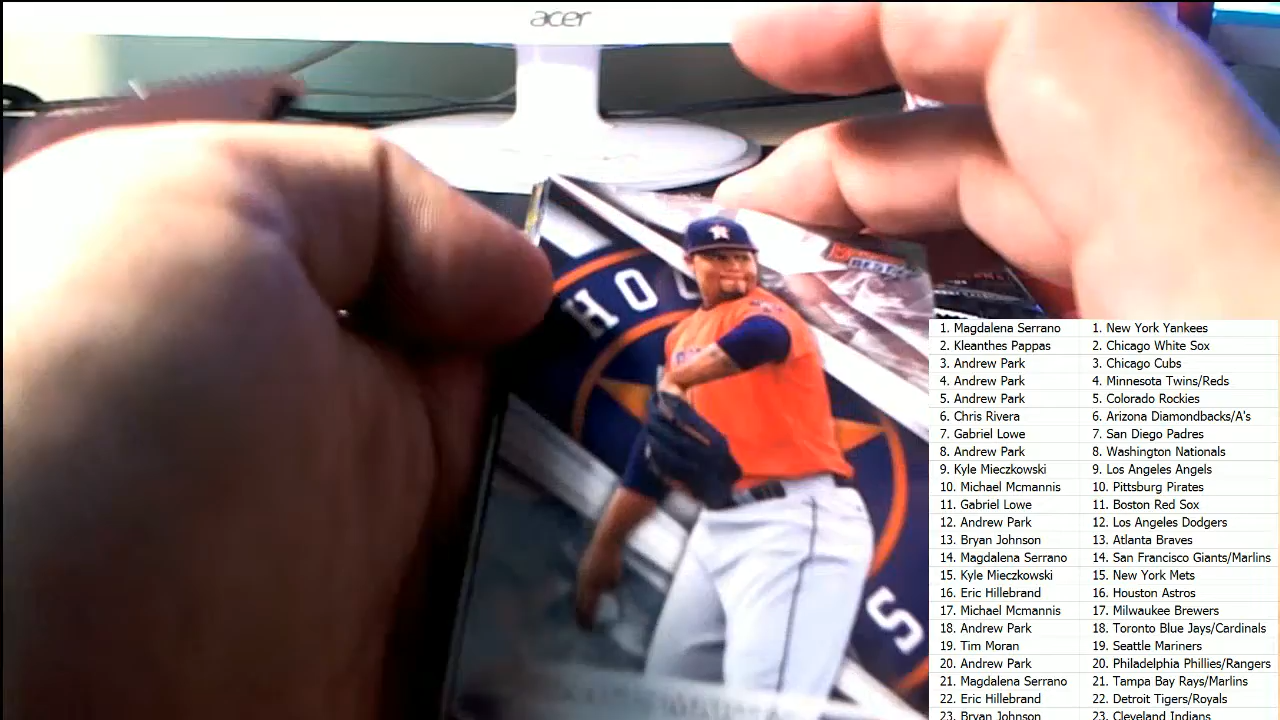 acer
HOU
S
1. Magdalena Serrano 1. New York Yankees
2. Kleanthes Pappas 2. Chicago White Sox
3. Andrew Park 3. Chicago Cubs
4. Andrew Park 4. Minnesota Twins/Reds
5. Andrew Park 5. Colorado Rockies
6. Chris Rivera 6. Arizona Diamondbacks/A's
7. Gabriel Lowe 7. San Diego Padres
8. Andrew Park 8. Washington Nationals
9. Kyle Mieczkowski 9. Los Angeles Angels
10. Michael Mcmannis 10. Pittsburg Pirates
11. Gabriel Lowe 11. Boston Red Sox
12. Andrew Park 12. Los Angeles Dodgers
13. Bryan Johnson 13. Atlanta Braves
14. Magdalena Serrano 14. San Francisco Giants/Marlins
15. Kyle Mieczkowski 15. New York Mets
16. Eric Hillebrand 16. Houston Astros
17. Michael Mcmannis 17. Milwaukee Brewers
18. Andrew Park 18. Toronto Blue Jays/Cardinals
19. Tim Moran 19. Seattle Mariners
20. Andrew Park 20. Philadelphia Phillies/Rangers
21. Magdalena Serrano 21. Tampa Bay Rays/Marlins
22. Eric Hillebrand 22. Detroit Tigers/Royals
23. Bryan Johnson 23. Cleveland Indians